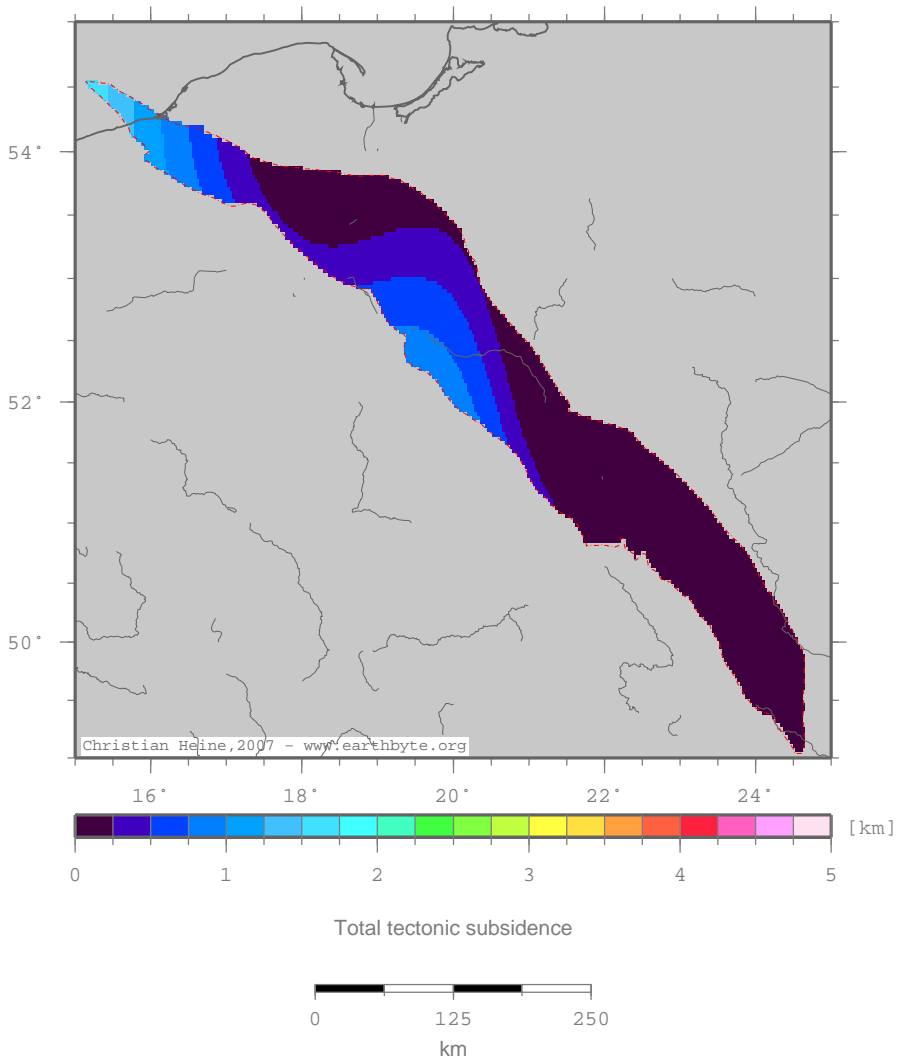 54°
52°
50°
Christian Heine,2007 - www.earthbyte.org
16° 18° 20° 22° 24°
[km]
0 1 2 3 4 5
Total tectonic subsidence
0 125 250
km